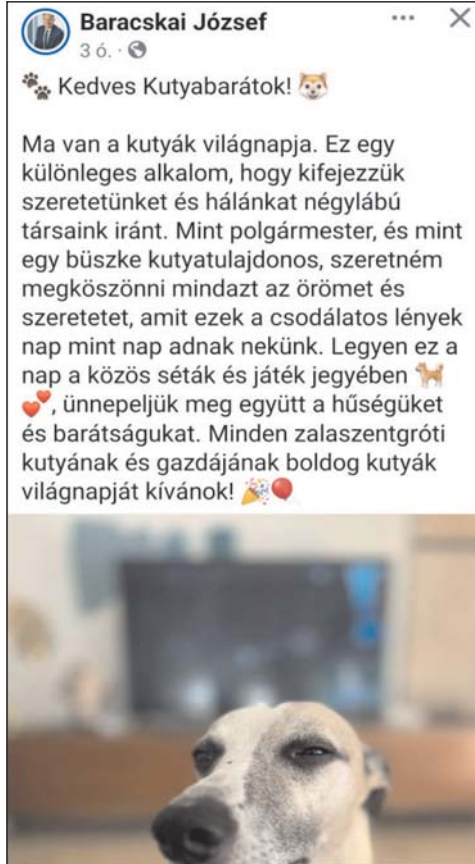 Baracskai József
3 ó.
🐾 Kedves Kutyabarátok! 🐶
Ma van a kutyák világnapja. Ez egy
különleges alkalom, hogy kifejezzük
szeretetünket és hálánkat négylábú
társaink iránt. Mint polgármester, és mint
egy büszke kutyatulajdonos, szeretném
megköszönni mindazt az örömet és
szeretetet, amit ezek a csodálatos lények
nap mint nap adnak nekünk. Legyen ez a
nap a közös séták és játék jegyében 🐕
💕, ünnepeljük meg együtt a hűségüket
és barátságukat. Minden zalaszentgróti
kutyának és gazdájának boldog kutyák
világnapját kívánok! 🎉🎈